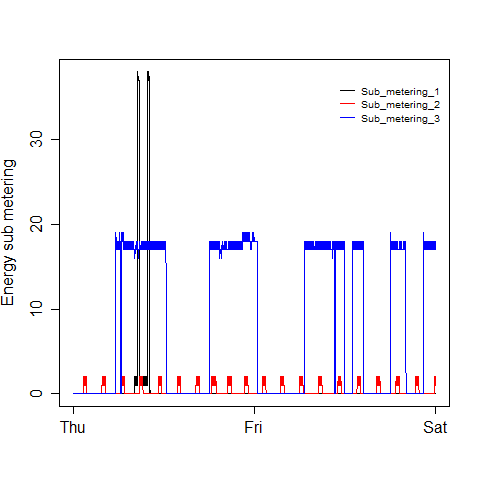 Energy sub metering
30
20
10
0
Sub_metering_1
Sub_metering_2
Sub_metering_3
Thu
Fri
Sat